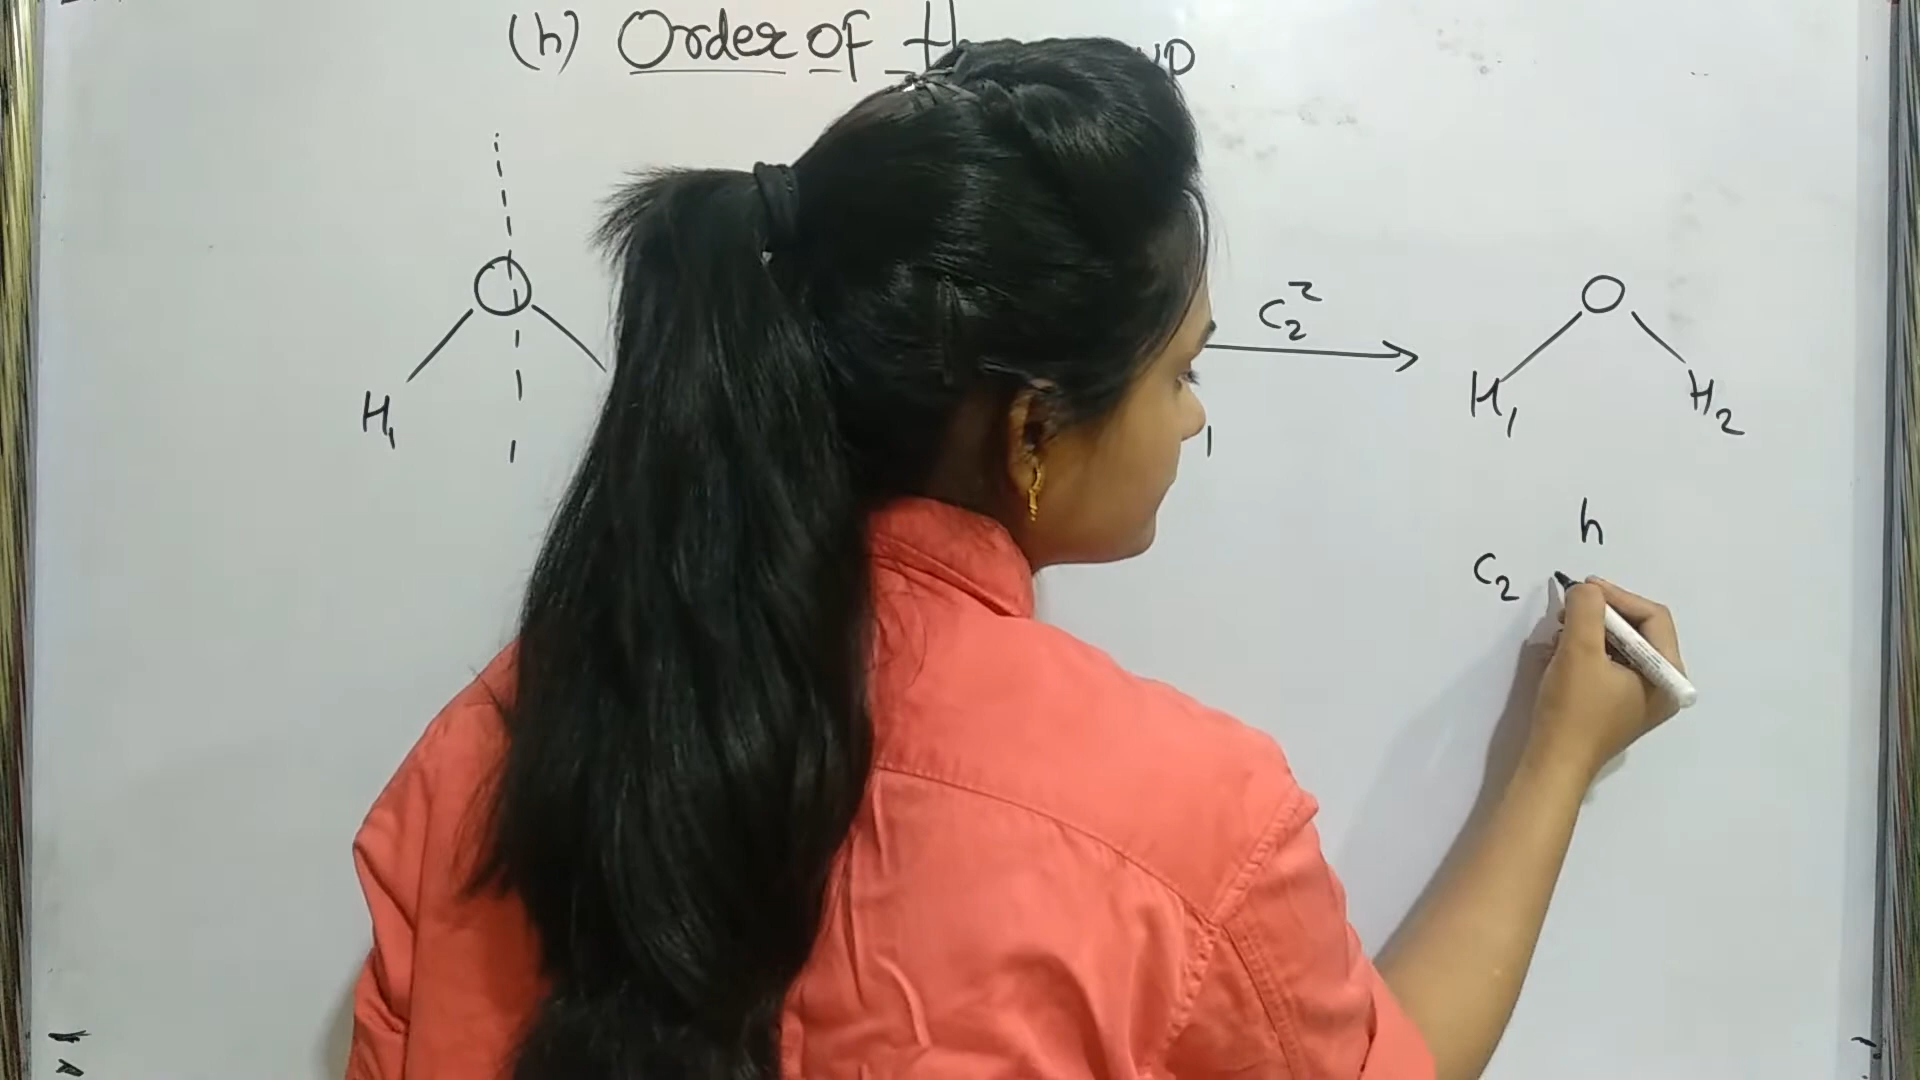 (h) Order of
C₂²
O
H₁ H₂
H₁
h
C₂